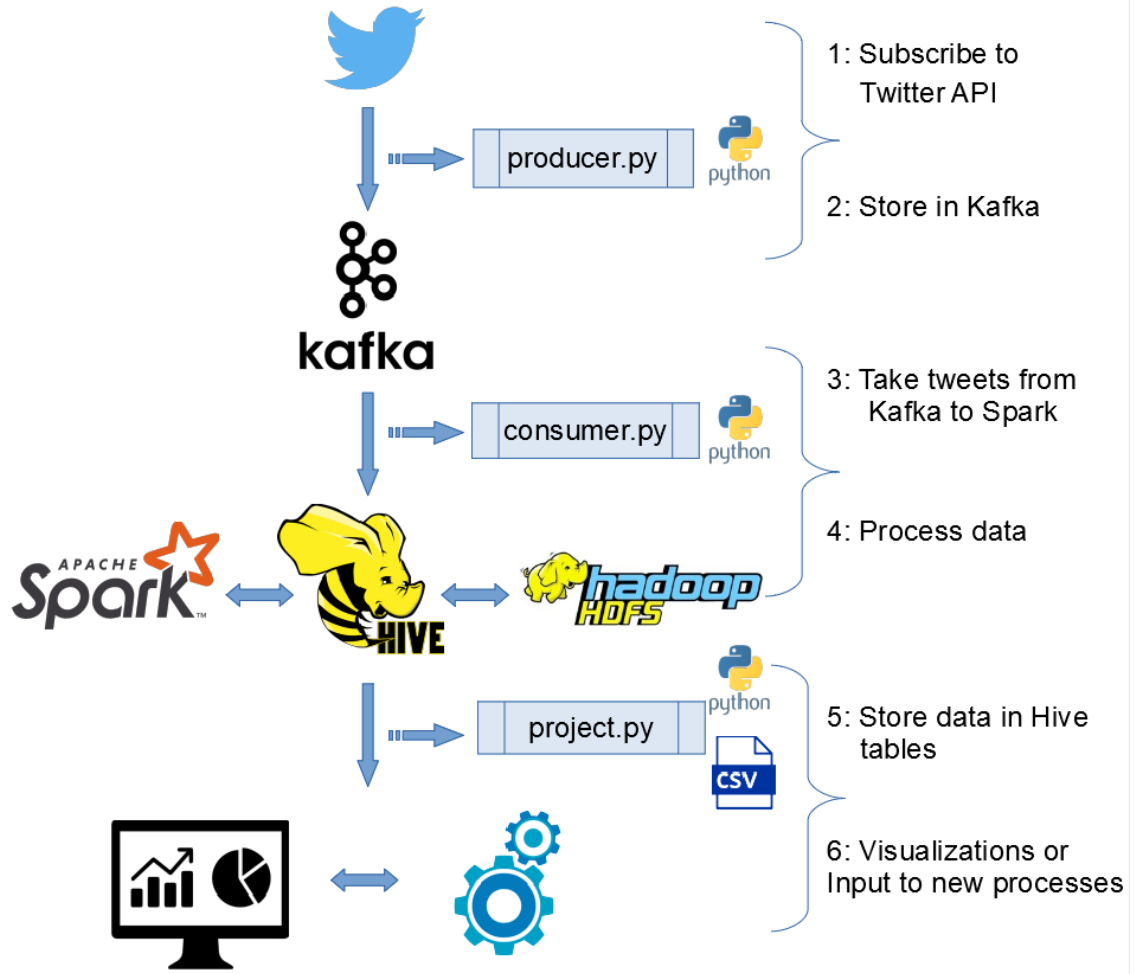 1: Subscribe to
Twitter API
producer.py
python
2: Store in Kafka
kafka
3: Take tweets from
Kafka to Spark
consumer.py
python
4: Process data
APACHE
Spark™
HIVE
hadoop
HDFS
python
project.py
5: Store data in Hive
tables
CSV
6: Visualizations or
Input to new processes